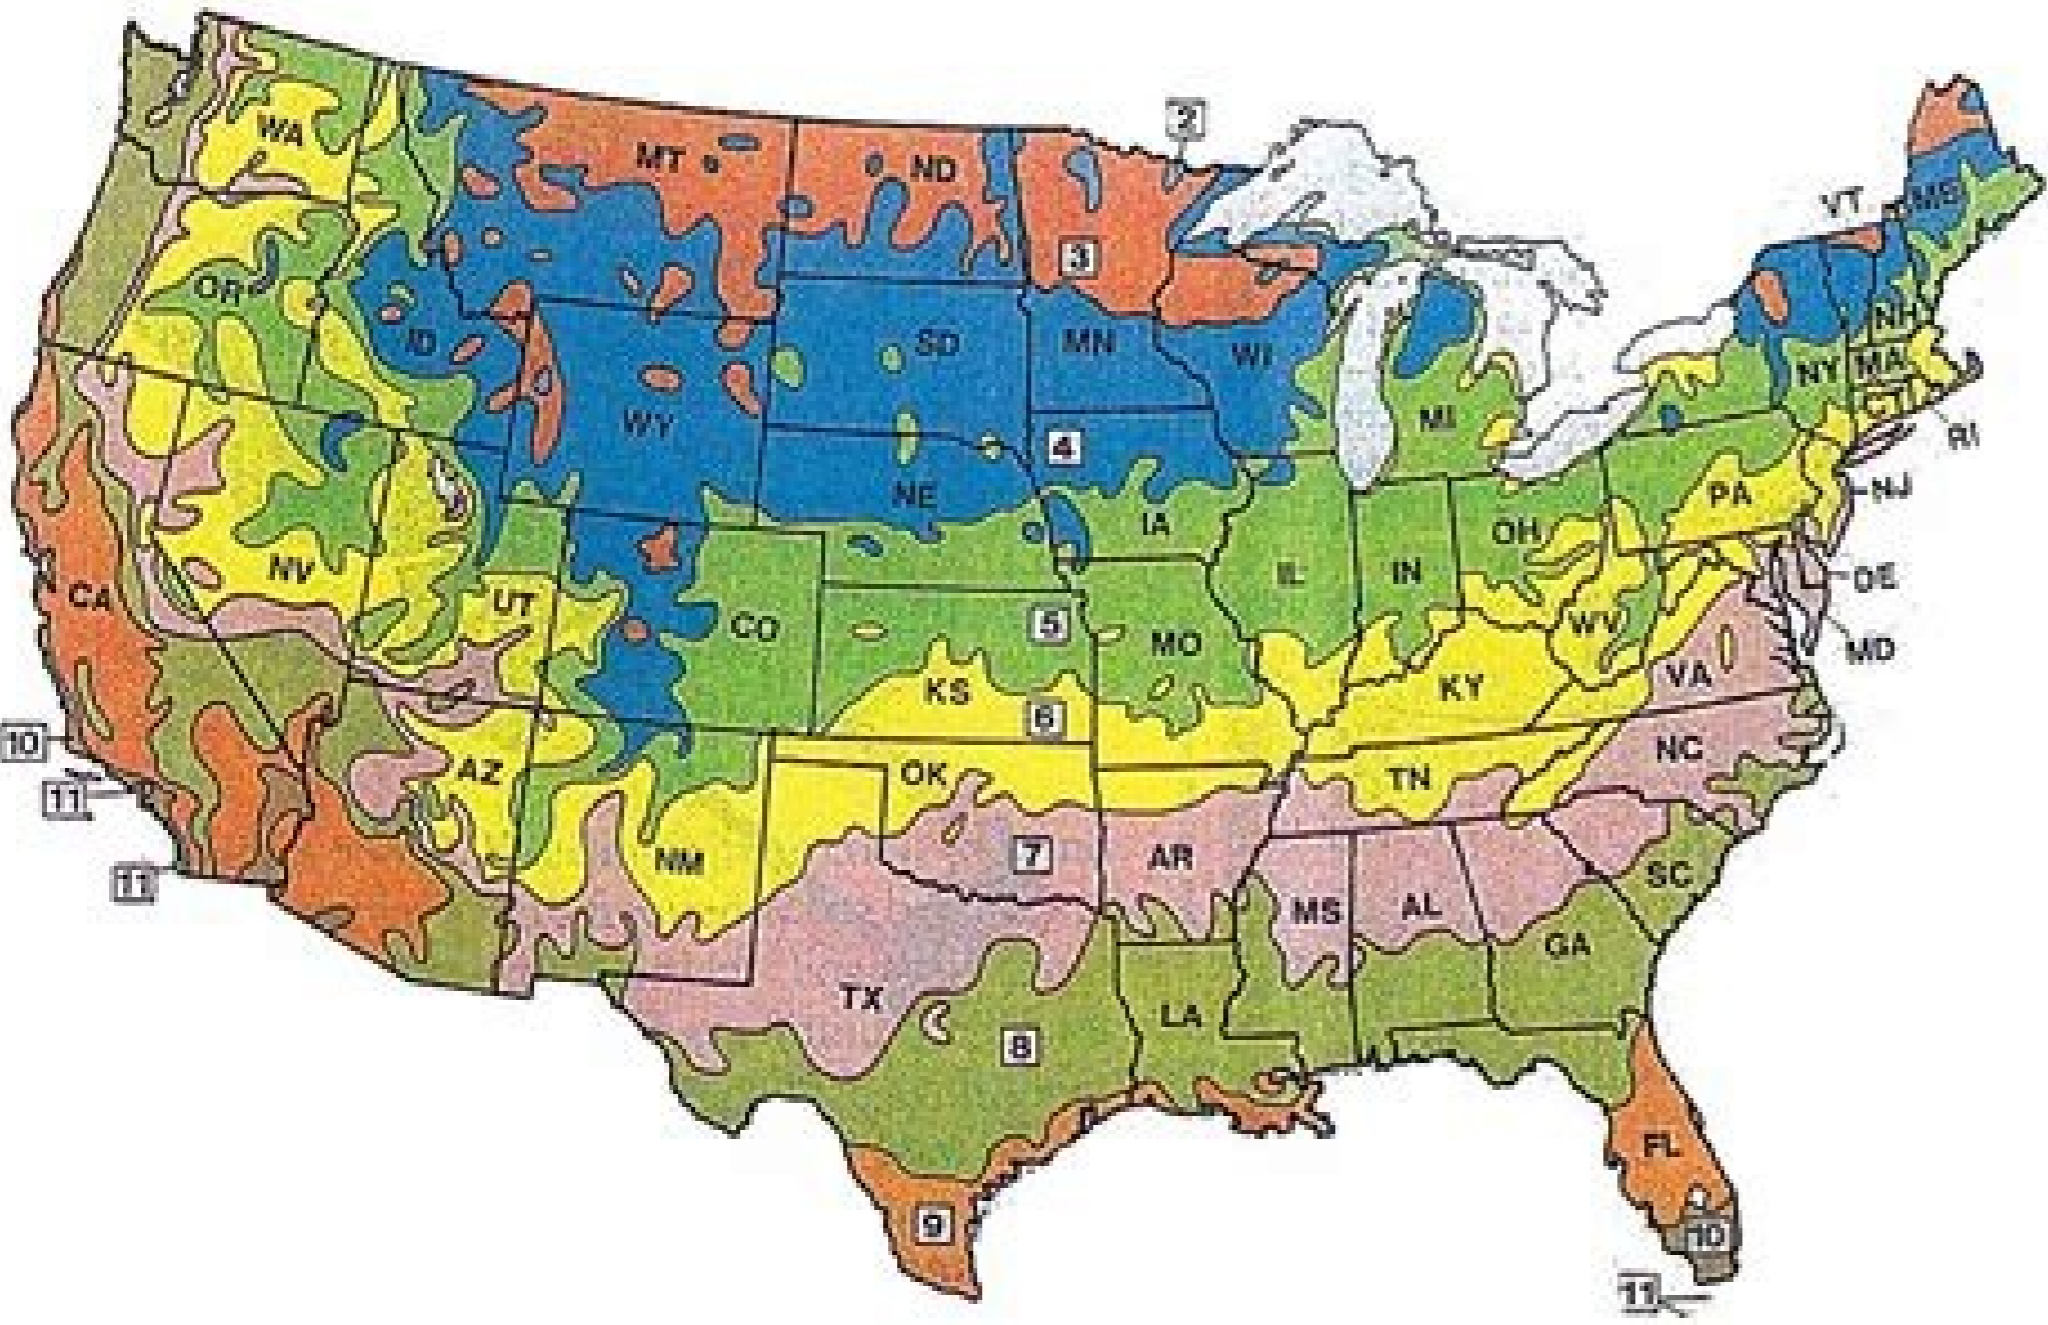 2
WA
MT
ND
VT
ME
3
OR
ID
SD
MN
WI
NH
WY
MI
NY
MA
CT
RI
4
NE
PA
NJ
IA
OH
NV
CA
UT
CO
IL
IN
DE
5
MO
WV
MD
KS
KY
VA
6
10
AZ
OK
TN
NC
11
NM
7
AR
11
MS
AL
SC
GA
TX
LA
8
FL
9
10
11